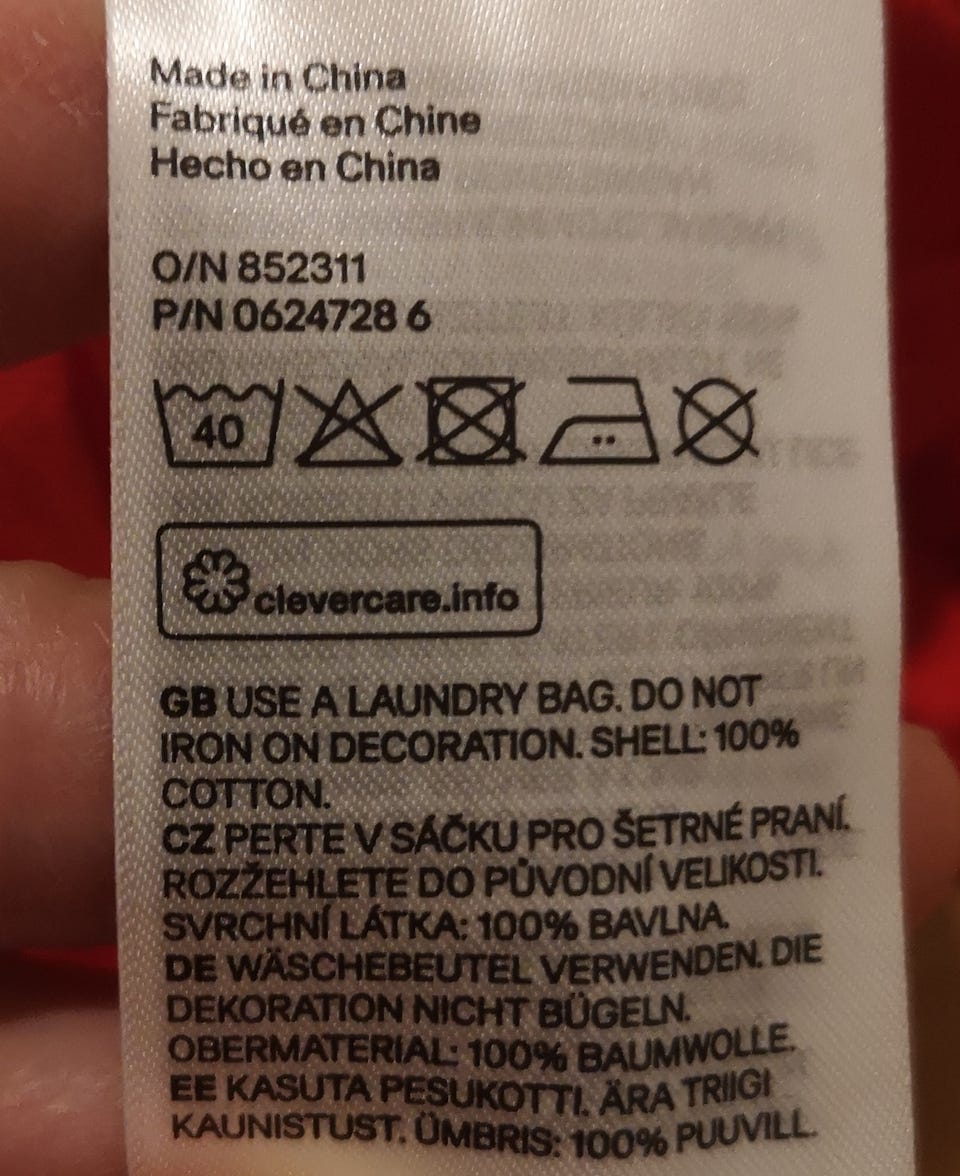 Made in China
Fabriqué en Chine
Hecho en China
O/N 852311
P/N 0624728 6
40
clevercare.info
GB USE A LAUNDRY BAG. DO NOT
IRON ON DECORATION. SHELL: 100%
COTTON.
CZ PERTE V SÁČKU PRO ŠETRNÉ PRANÍ.
ROZŽEHLETE DO PŮVODNÍ VELIKOSTI.
SVRCHNÍ LÁTKA: 100% BAVLNA.
DE WÄSCHEBEUTEL VERWENDEN. DIE
DEKORATION NICHT BÜGELN.
OBERMATERIAL: 100% BAUMWOLLE.
EE KASUTA PESUKOTTI. ÄRA TRIIGI
KAUNISTUST. ÜMBRIS: 100% PUUVILL.